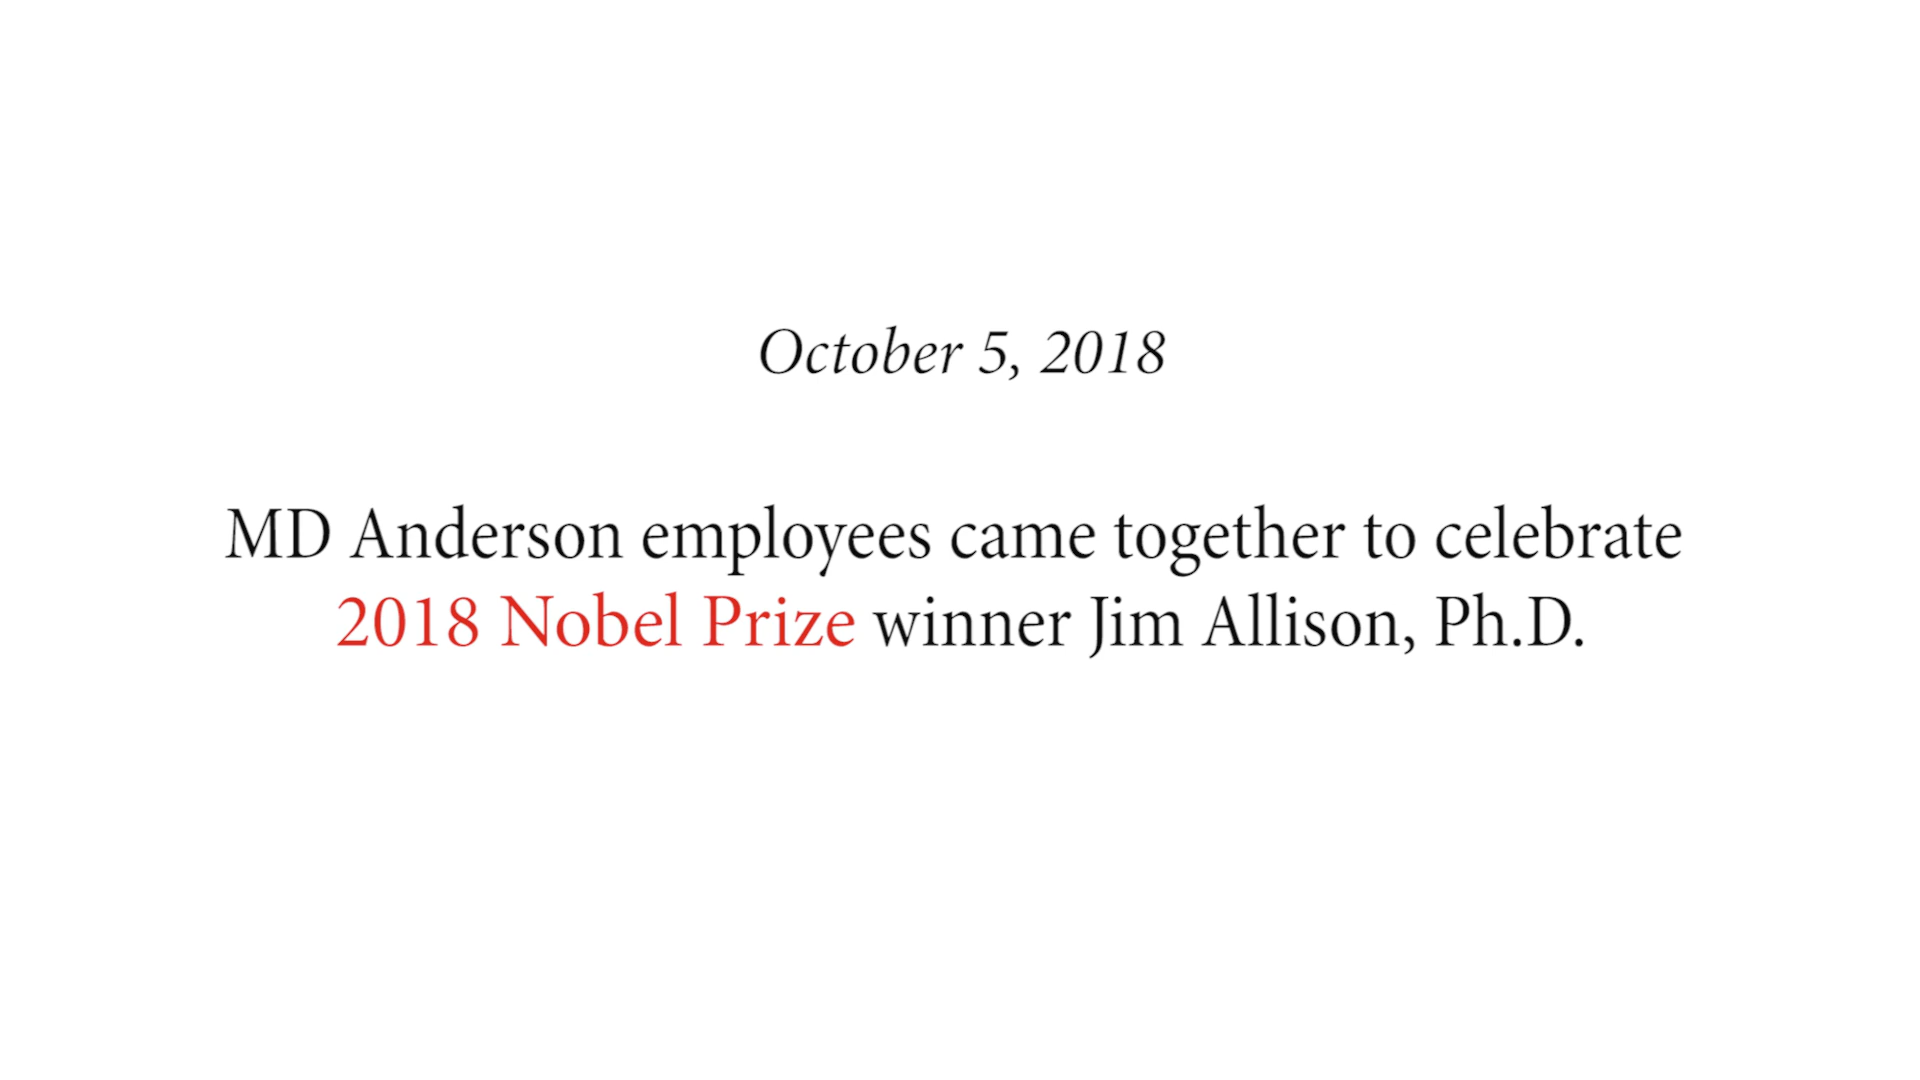 October 5, 2018
MD Anderson employees came together to celebrate
2018 Nobel Prize winner Jim Allison, Ph.D.